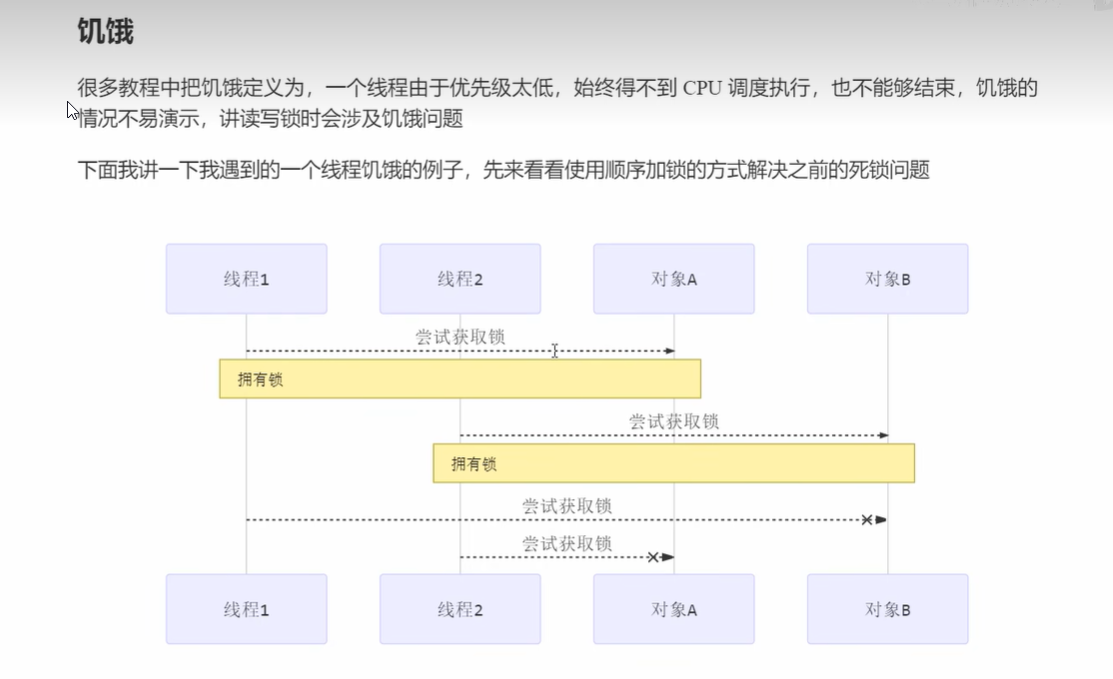 饥饿
很多教程中把饥饿定义为，一个线程由于优先级太低，始终得不到 CPU 调度执行，也不能够结束，饥饿的
情况不易演示，讲读写锁时会涉及饥饿问题
下面我讲一下我遇到的一个线程饥饿的例子，先来看看使用顺序加锁的方式解决之前的死锁问题
线程1 线程2 对象A 对象B
尝试获取锁
拥有锁
尝试获取锁
拥有锁
尝试获取锁
尝试获取锁
线程1 线程2 对象A 对象B